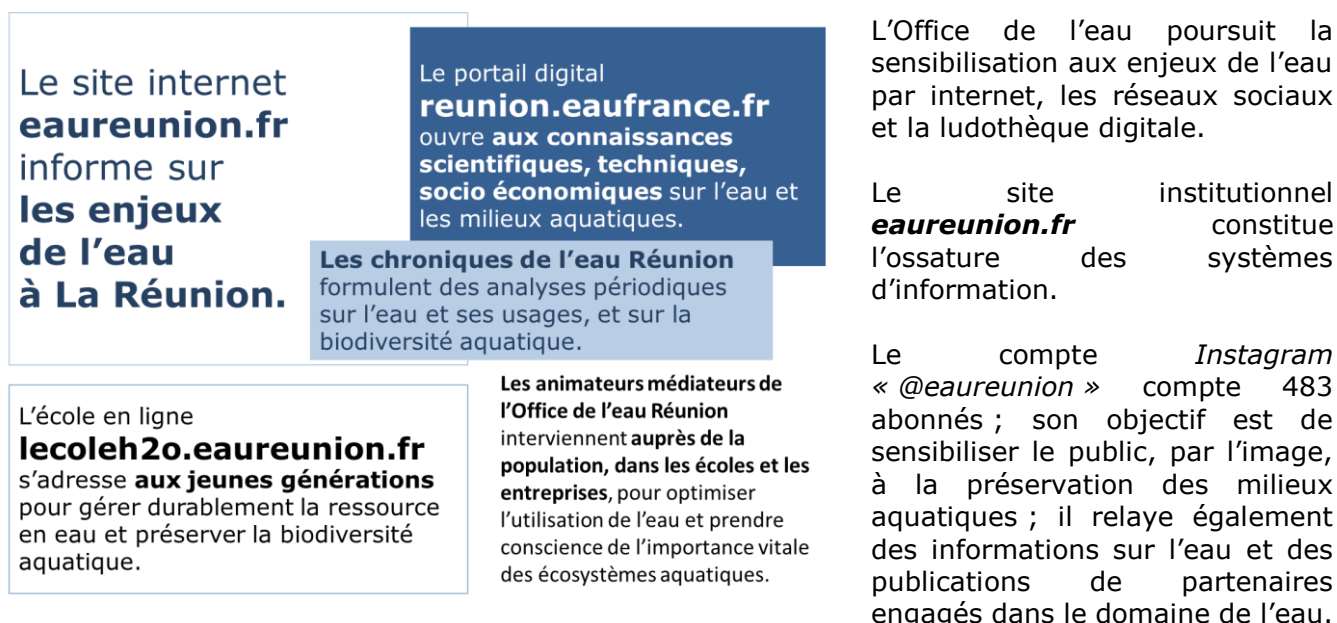 Le site internet
eaureunion.fr
informe sur
les enjeux
de l’eau
à La Réunion.
Le portail digital
reunion.eaufrance.fr
ouvre aux connaissances
scientifiques, techniques,
socio économiques sur l’eau et
les milieux aquatiques.
Les chroniques de l’eau Réunion
formulent des analyses périodiques
sur l’eau et ses usages, et sur la
biodiversité aquatique.
L’école en ligne
lecoleh2o.eaureunion.fr
s’adresse aux jeunes générations
pour gérer durablement la ressource
en eau et préserver la biodiversité
aquatique.
Les animateurs médiateurs de
l’Office de l’eau Réunion
interviennent auprès de la
population, dans les écoles et les
entreprises, pour optimiser
l’utilisation de l’eau et prendre
conscience de l’importance vitale
des écosystèmes aquatiques.
L’Office de l’eau poursuit la
sensibilisation aux enjeux de l’eau
par internet, les réseaux sociaux
et la ludothèque digitale.
Le site institutionnel
eaureunion.fr constitue
l’ossature des systèmes
d’information.
Le compte Instagram
« @eaureunion » compte 483
abonnés ; son objectif est de
sensibiliser le public, par l’image,
à la préservation des milieux
aquatiques ; il relaye également
des informations sur l’eau et des
publications de partenaires
engagés dans le domaine de l’eau.